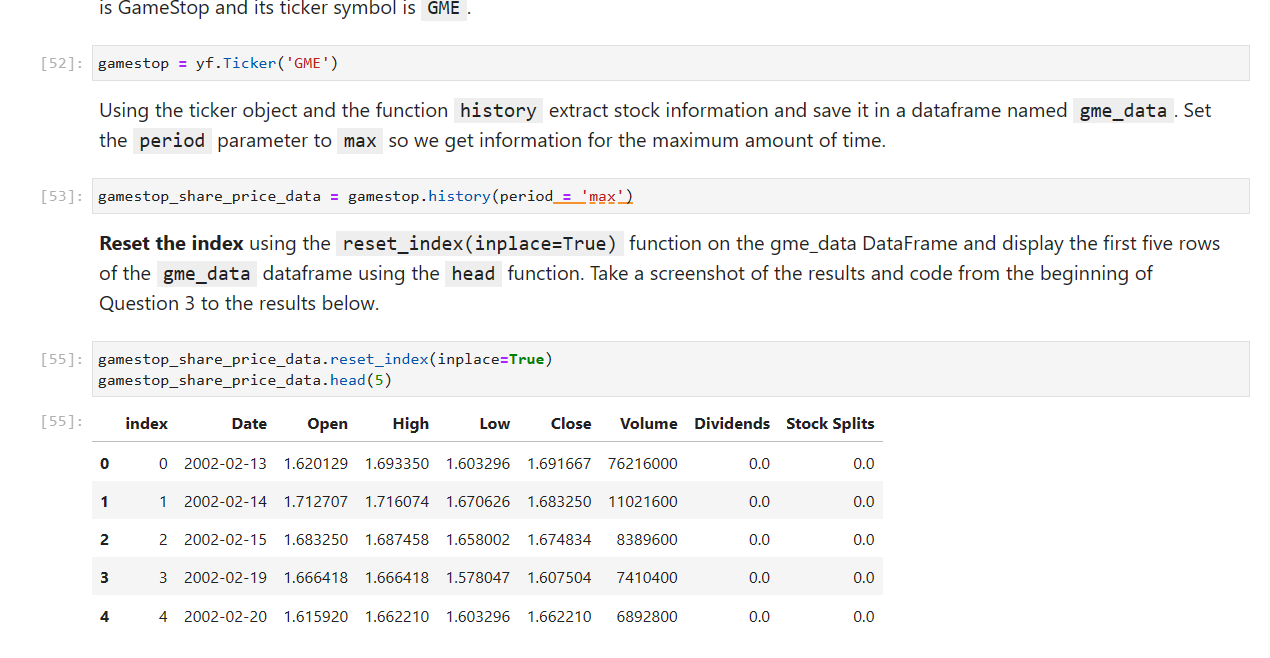 is GameStop and its ticker symbol is GME.
[52]: gamestop = yf.Ticker('GME')
Using the ticker object and the function history extract stock information and save it in a dataframe named gme_data. Set
the period parameter to max so we get information for the maximum amount of time.
[53]: gamestop_share_price_data = gamestop.history(period = 'max')
Reset the index using the reset_index(inplace=True) function on the gme_data DataFrame and display the first five rows
of the gme_data dataframe using the head function. Take a screenshot of the results and code from the beginning of
Question 3 to the results below.
[55]: gamestop_share_price_data.reset_index(inplace=True)
gamestop_share_price_data.head(5)
[55]: index Date Open High Low Close Volume Dividends Stock Splits
0 0 2002-02-13 1.620129 1.693350 1.603296 1.691667 76216000 0.0 0.0
1 1 2002-02-14 1.712707 1.716074 1.670626 1.683250 11021600 0.0 0.0
2 2 2002-02-15 1.683250 1.687458 1.658002 1.674834 8389600 0.0 0.0
3 3 2002-02-19 1.666418 1.666418 1.578047 1.607504 7410400 0.0 0.0
4 4 2002-02-20 1.615920 1.662210 1.603296 1.662210 6892800 0.0 0.0